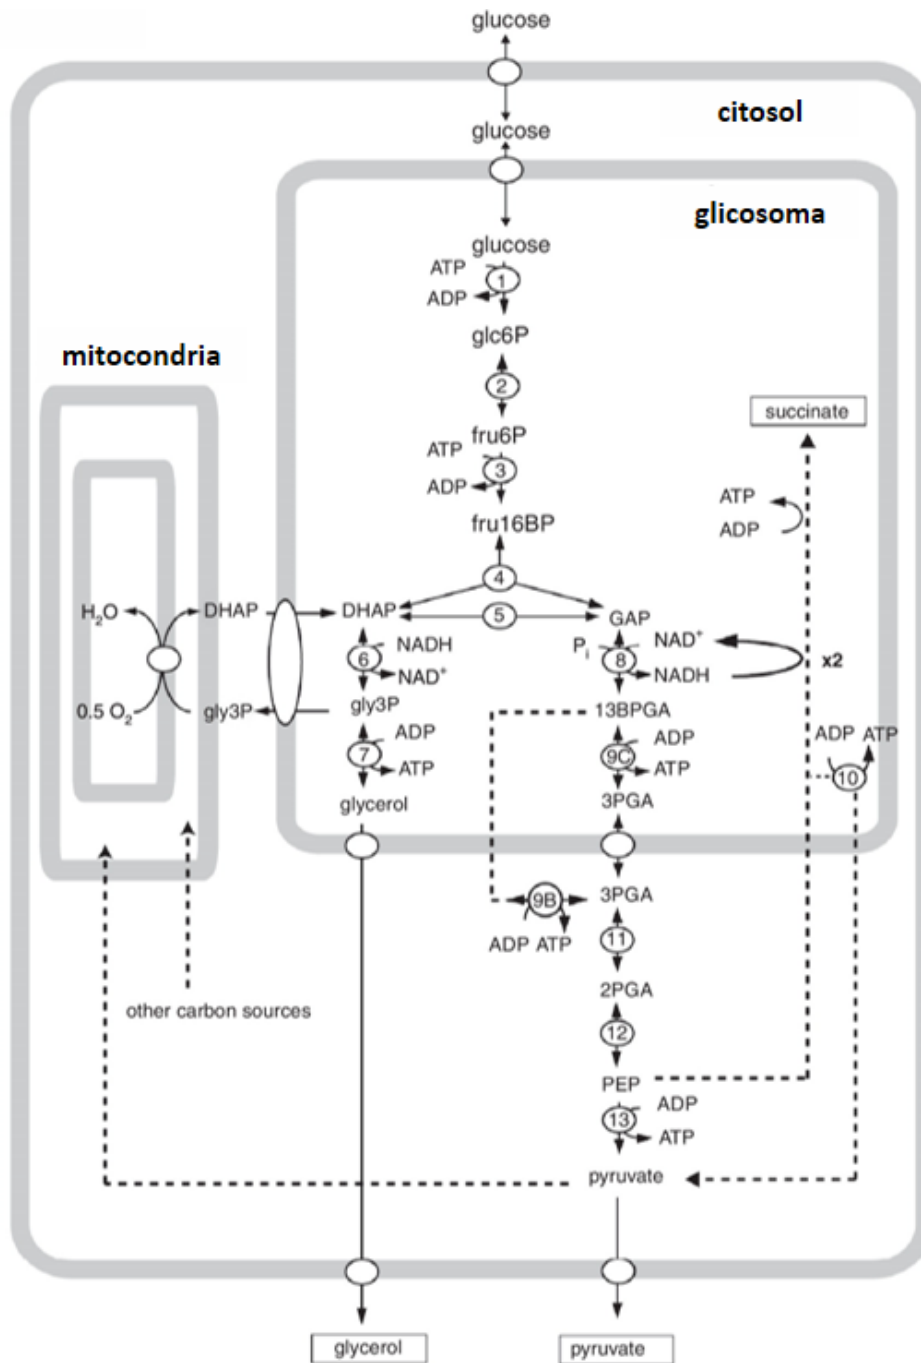 glucose
citosol
glucose
glicosoma
glucose
ATP
1
ADP
glc6P
mitocondria
2
succinate
fru6P
ATP
3
ADP
ATP
ADP
fru16BP
4
H2O
DHAP
DHAP
5
GAP
NADH
6
NAD+
Pi
8
NAD+
NADH
x2
0.5 O2
gly3P
gly3P
13BPGA
ADP
7
ATP
ADP
9C
ATP
ADP ATP
10
glycerol
3PGA
9B
3PGA
ADP ATP
11
other carbon sources
2PGA
12
PEP
ADP
13
ATP
pyruvate
glycerol
pyruvate